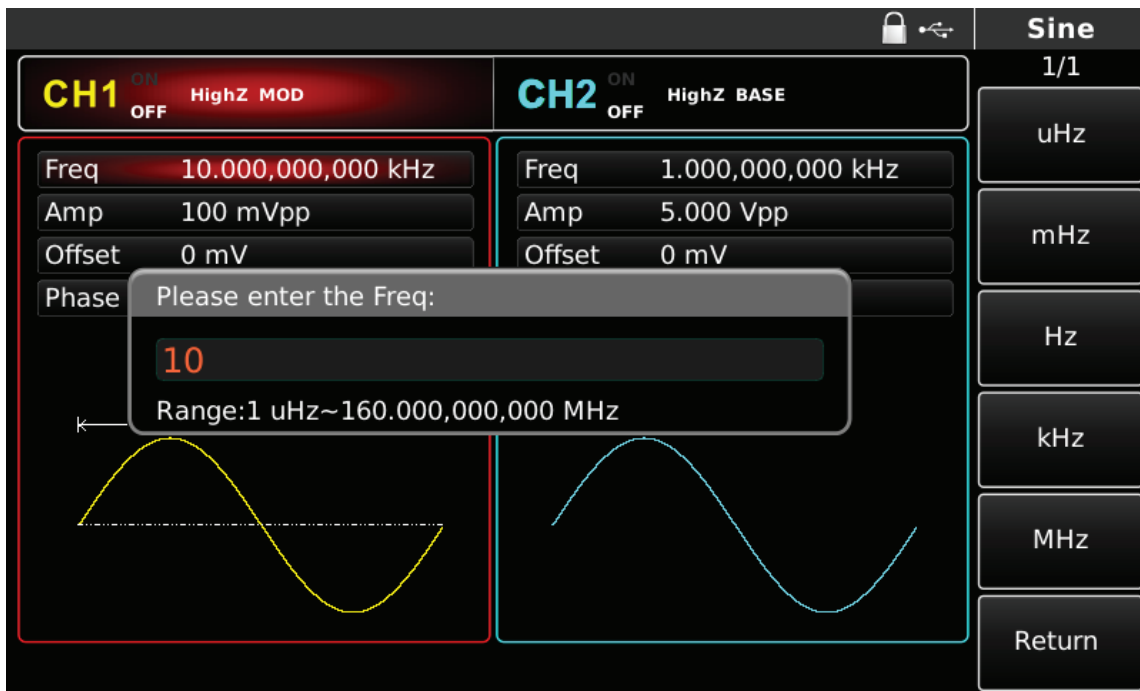 Sine
1/1
CH1 ON OFF HighZ MOD
CH2 ON OFF HighZ BASE
Freq 10.000,000,000 kHz
Amp 100 mVpp
Offset 0 mV
Phase
Freq 1.000,000,000 kHz
Amp 5.000 Vpp
Offset 0 mV
Please enter the Freq:
10
Range:1 uHz~160.000,000,000 MHz
uHz
mHz
Hz
kHz
MHz
Return